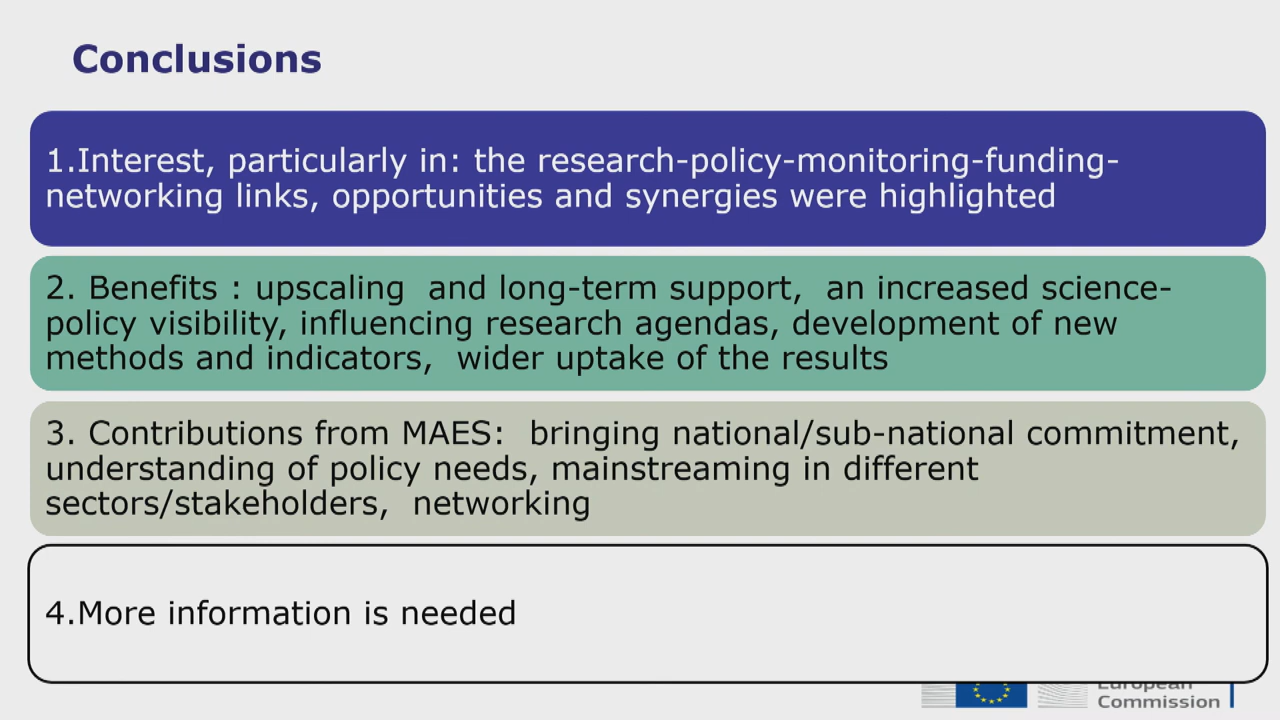 Conclusions
1.Interest, particularly in: the research-policy-monitoring-funding-
networking links, opportunities and synergies were highlighted
2. Benefits : upscaling  and long-term support,  an increased science-
policy visibility, influencing research agendas, development of new
methods and indicators,  wider uptake of the results
3. Contributions from MAES:  bringing national/sub-national commitment,
understanding of policy needs, mainstreaming in different
sectors/stakeholders,  networking
4.More information is needed
European
Commission